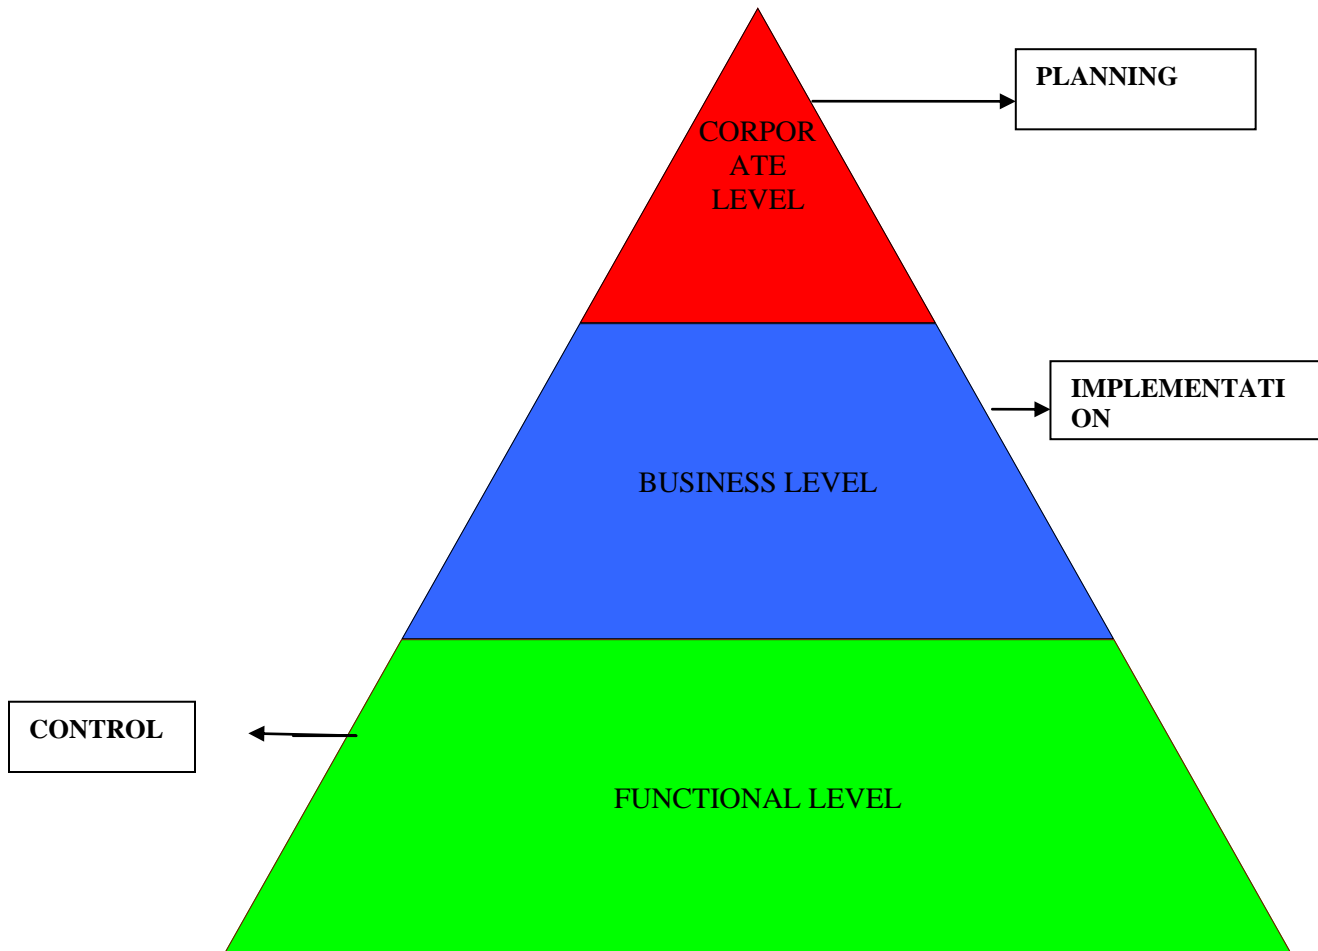 PLANNING
CORPOR
ATE
LEVEL
IMPLEMENTATI
ON
BUSINESS LEVEL
CONTROL
FUNCTIONAL LEVEL